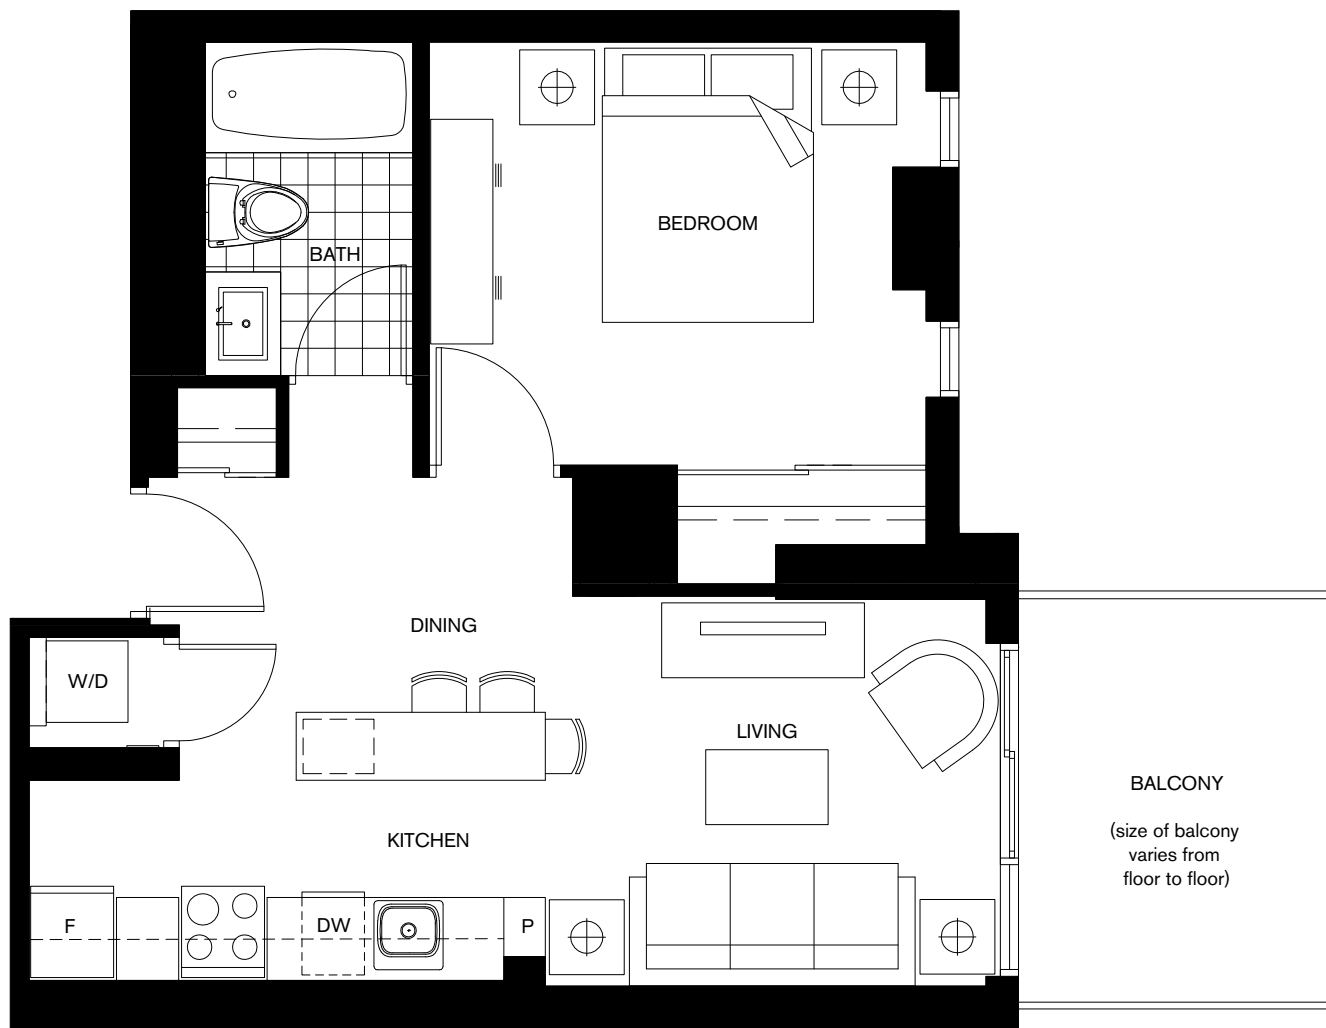 BEDROOM
BATH
DINING
W/D
LIVING
BALCONY
(size of balcony
varies from
floor to floor)
KITCHEN
F
DW
P